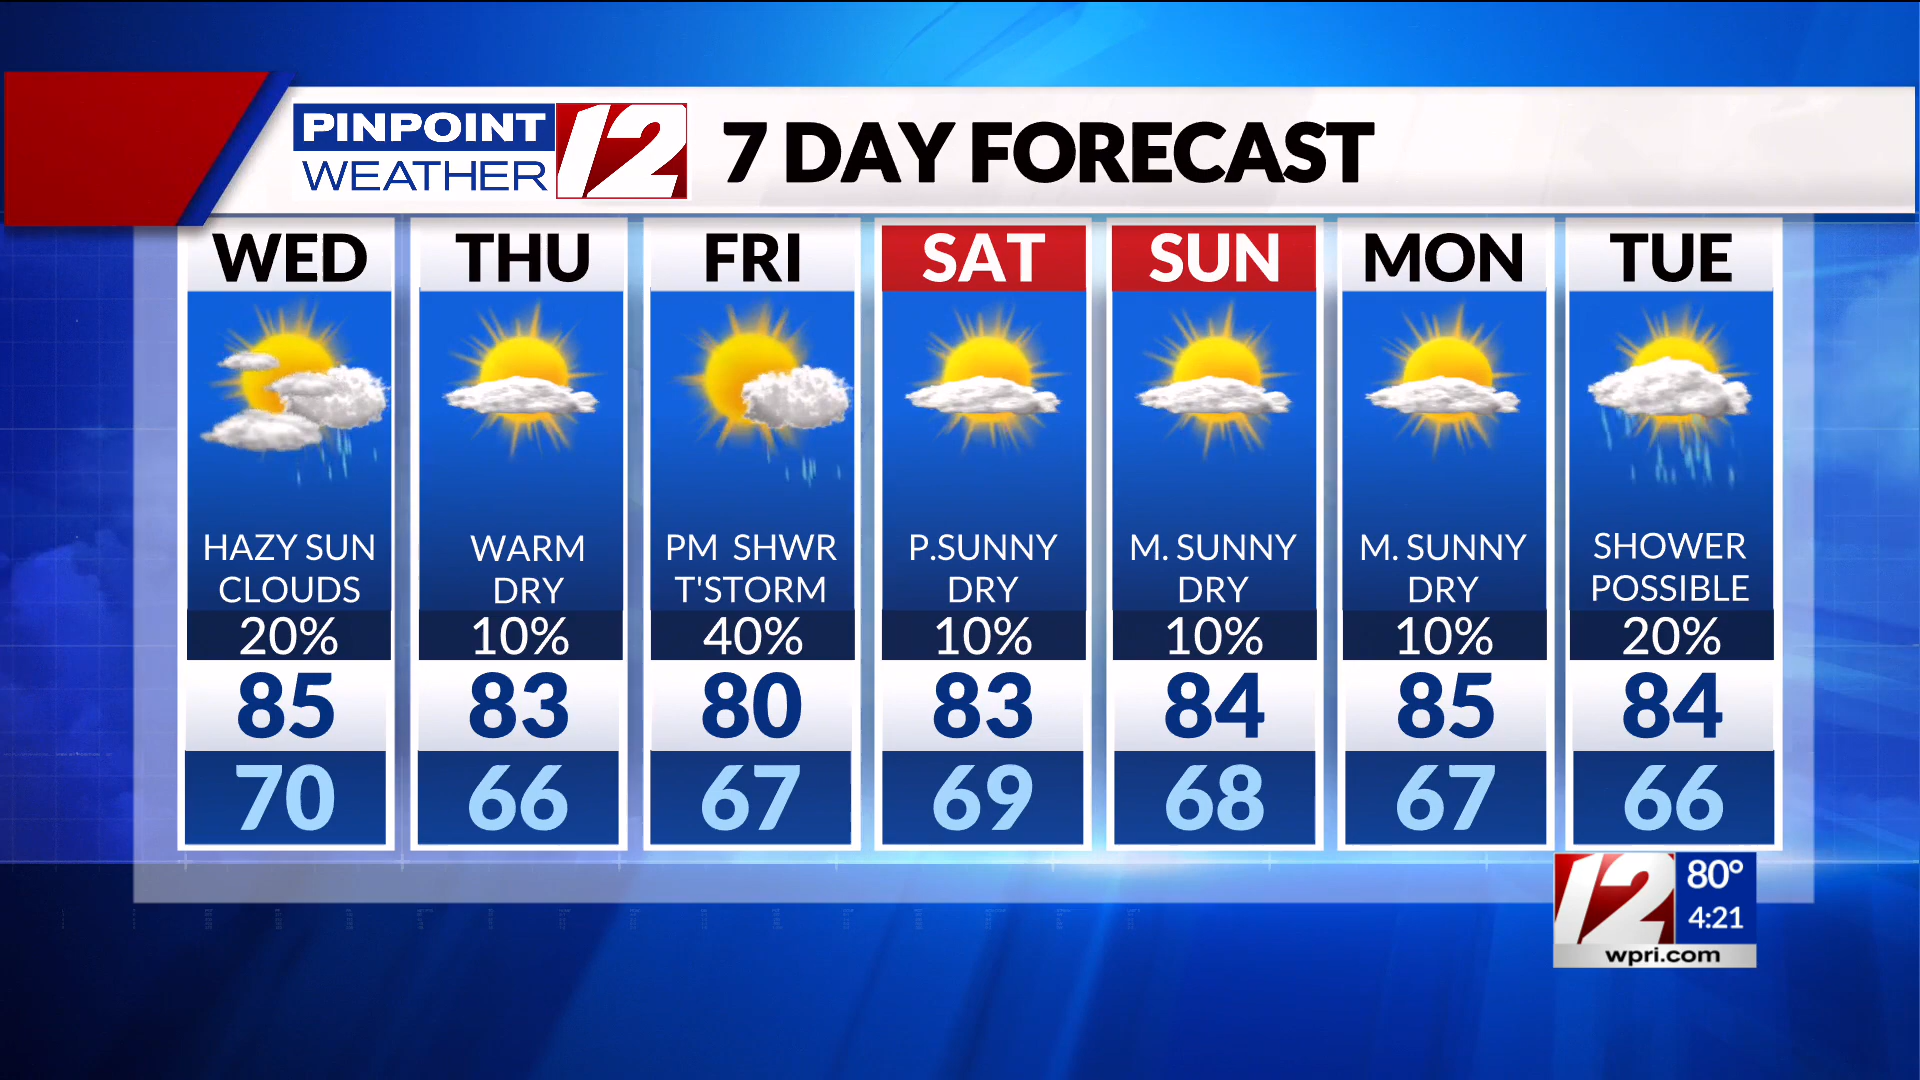 PINPOINT
WEATHER
12
7 DAY FORECAST
WED THU FRI SAT SUN MON TUE
HAZY SUN WARM PM SHWR P.SUNNY M. SUNNY M. SUNNY SHOWER
CLOUDS DRY T'STORM DRY DRY DRY POSSIBLE
20% 10% 40% 10% 10% 10% 20%
85 83 80 83 84 85 84
70 66 67 69 68 67 66
12
80°
4:21
wpri.com